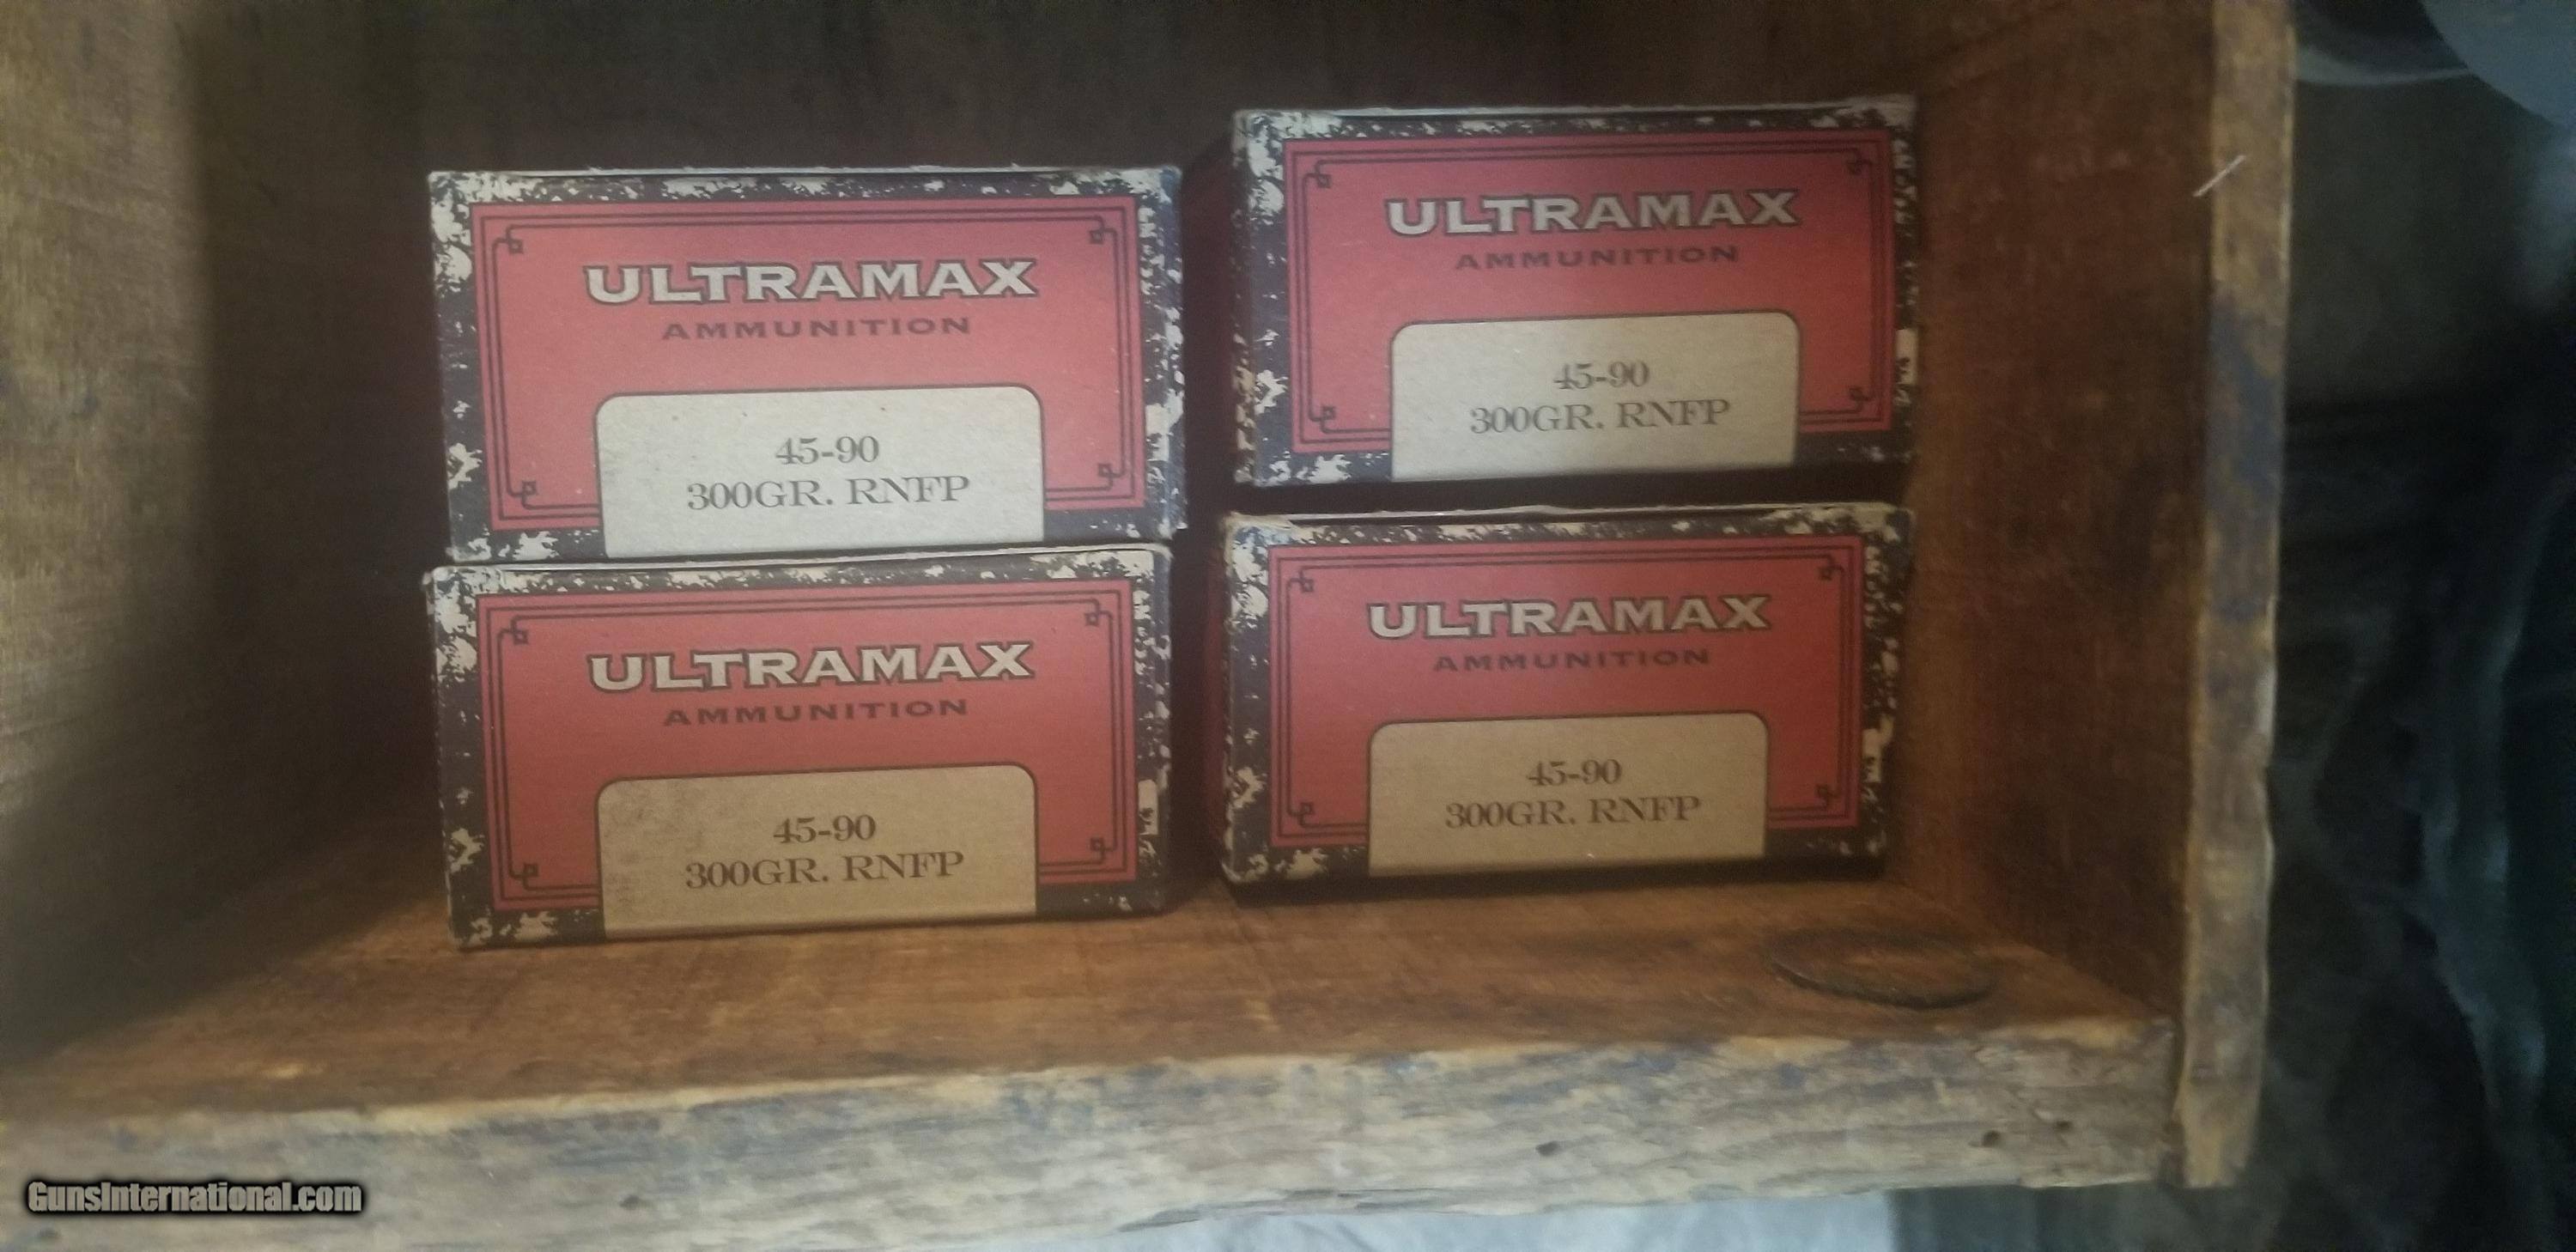 ULTRAMAX
AMMUNITION
45-90
300GR. RNFP
ULTRAMAX
AMMUNITION
45-90
300GR. RNFP
ULTRAMAX
AMMUNITION
45-90
300GR. RNFP
ULTRAMAX
AMMUNITION
45-90
300GR. RNFP
GunsInternational.com